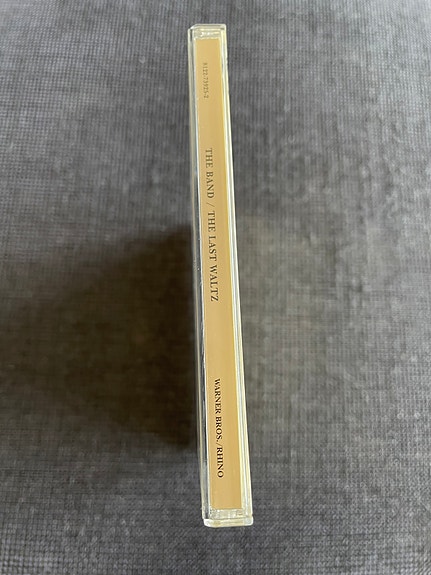 THE BAND / THE LAST WALTZ
WARNER BROS./RHINO